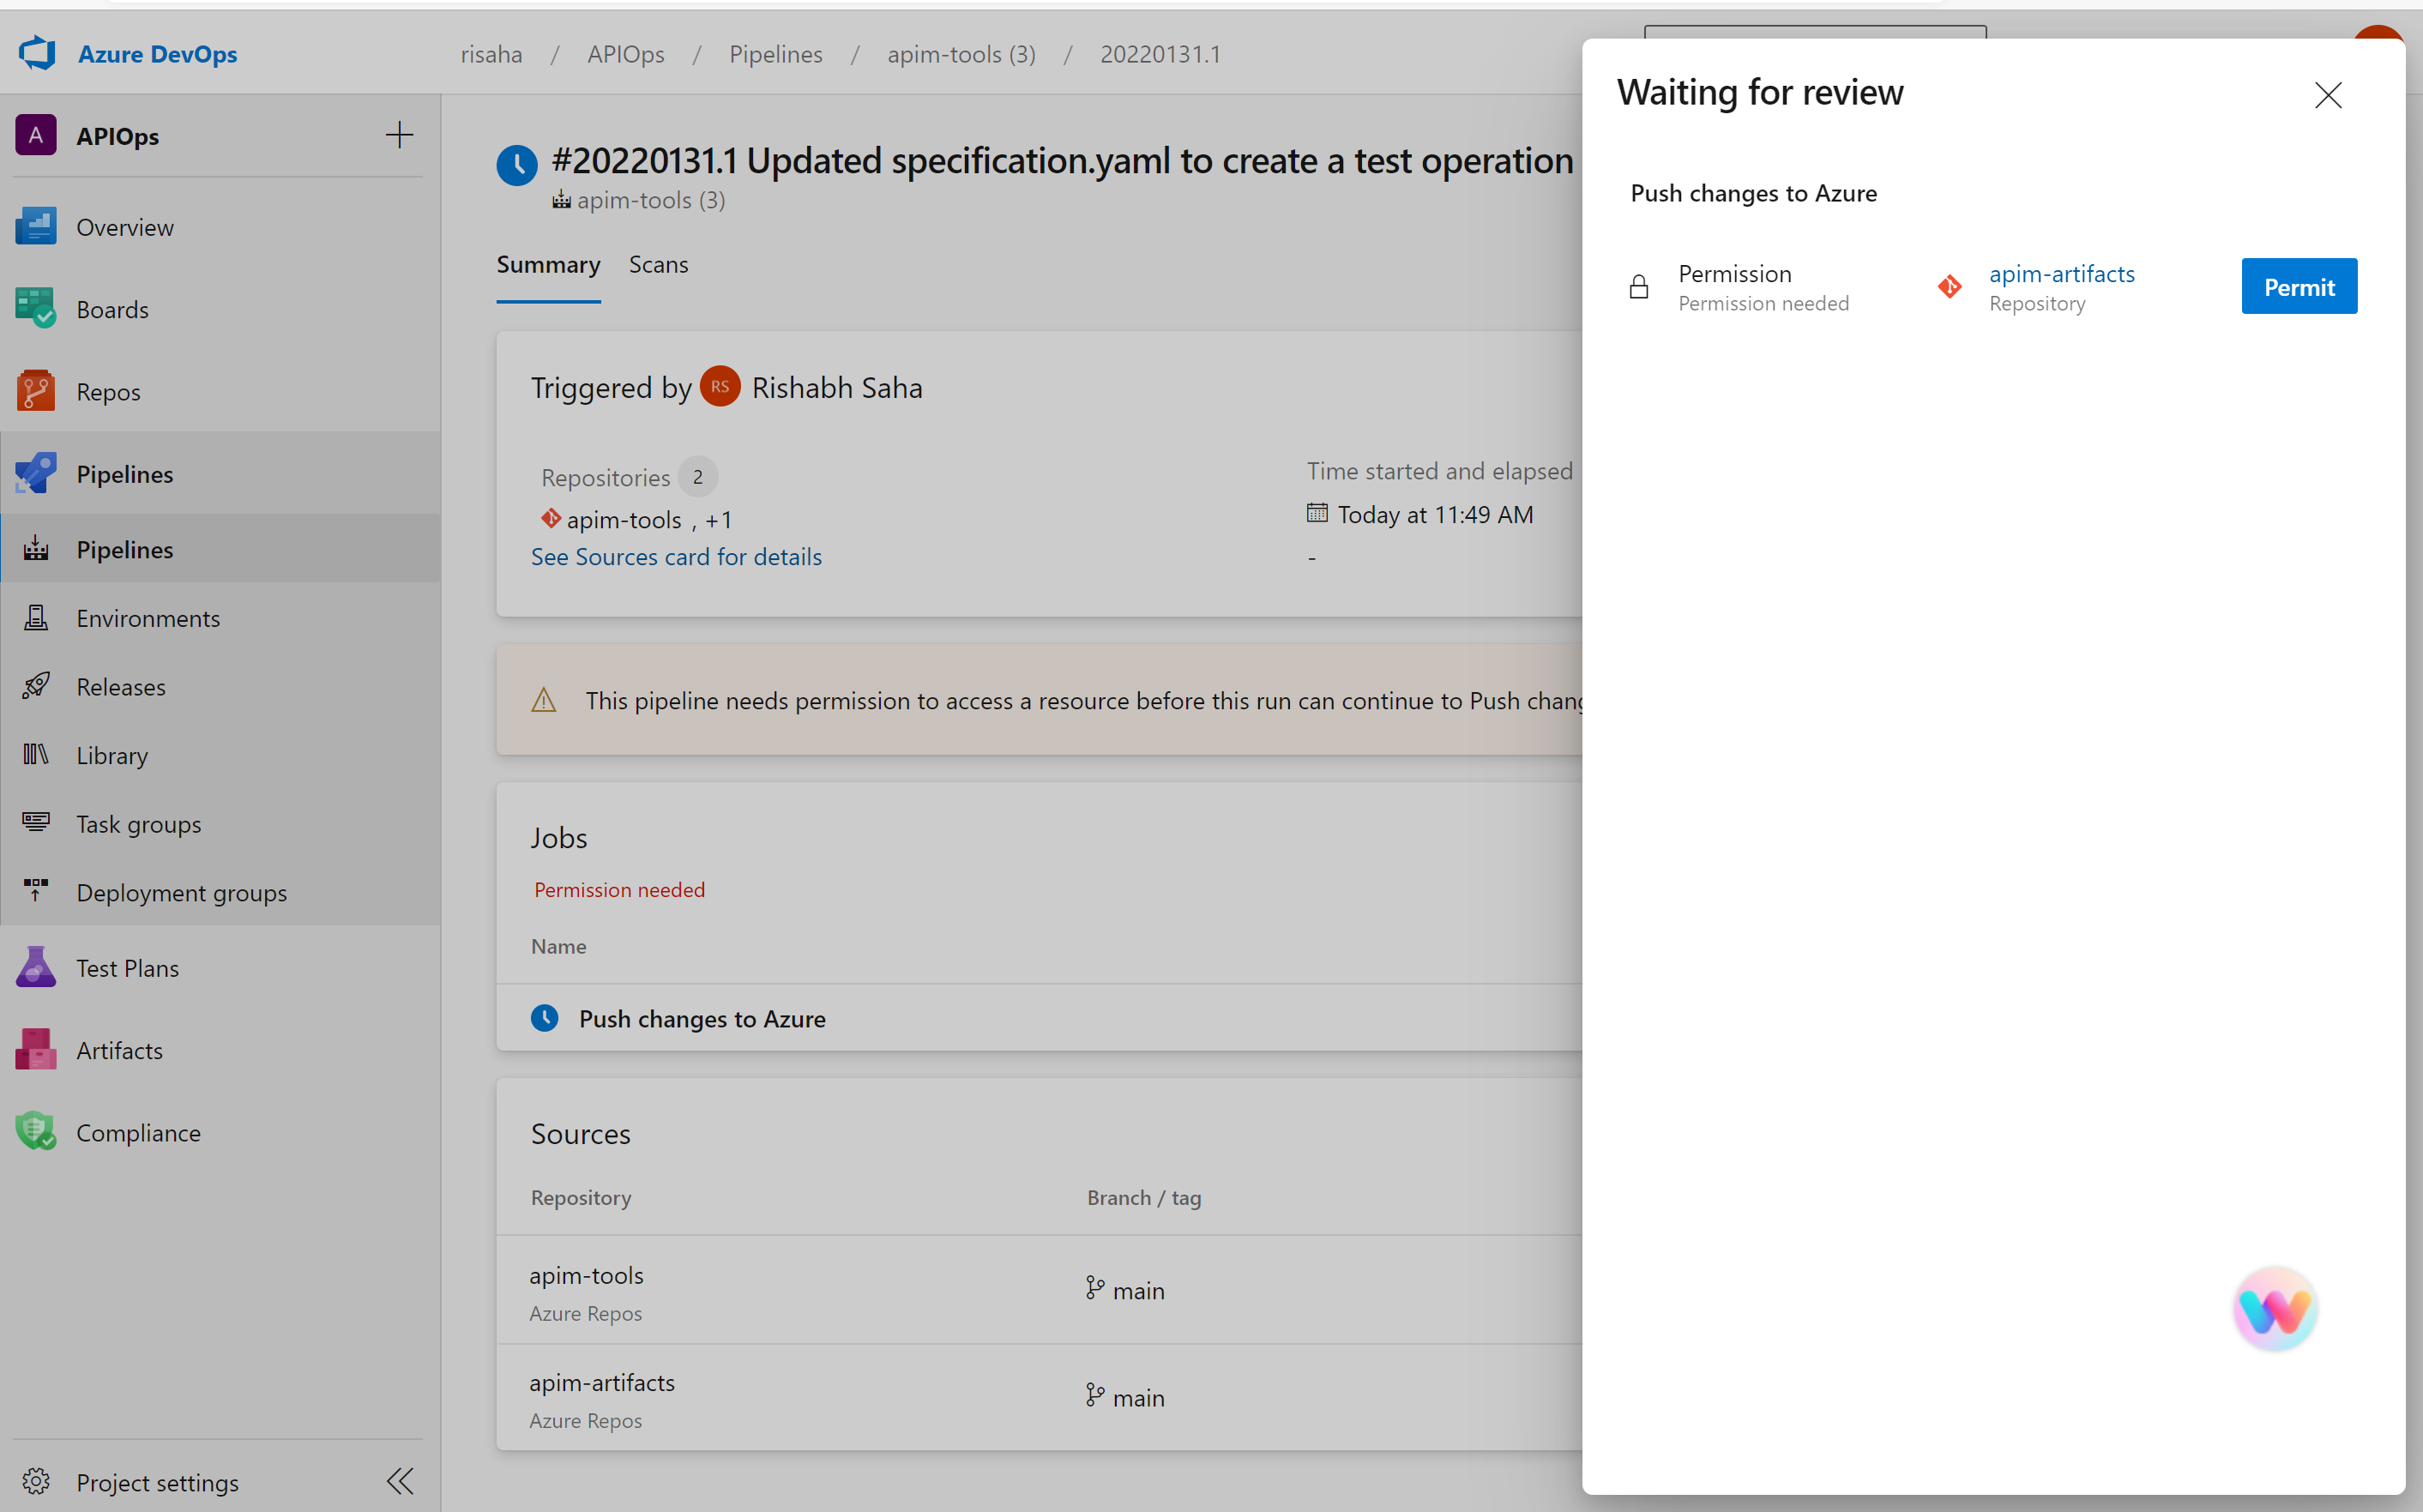 Azure DevOps
risaha / APIOps / Pipelines / apim-tools (3) / 20220131.1
A APIOps
Overview
Boards
Repos
Pipelines
Pipelines
Environments
Releases
Library
Task groups
Deployment groups
Test Plans
Artifacts
Compliance
Project settings
#20220131.1 Updated specification.yaml to create a test operation
apim-tools (3)
Summary Scans
Triggered by RS Rishabh Saha
Repositories 2
apim-tools , +1
See Sources card for details
Time started and elapsed
Today at 11:49 AM
-
This pipeline needs permission to access a resource before this run can continue to Push chang
Jobs
Permission needed
Name
Push changes to Azure
Sources
Repository Branch / tag
apim-tools
Azure Repos
main
apim-artifacts
Azure Repos
main
Waiting for review
Push changes to Azure
Permission
Permission needed
apim-artifacts
Repository
Permit